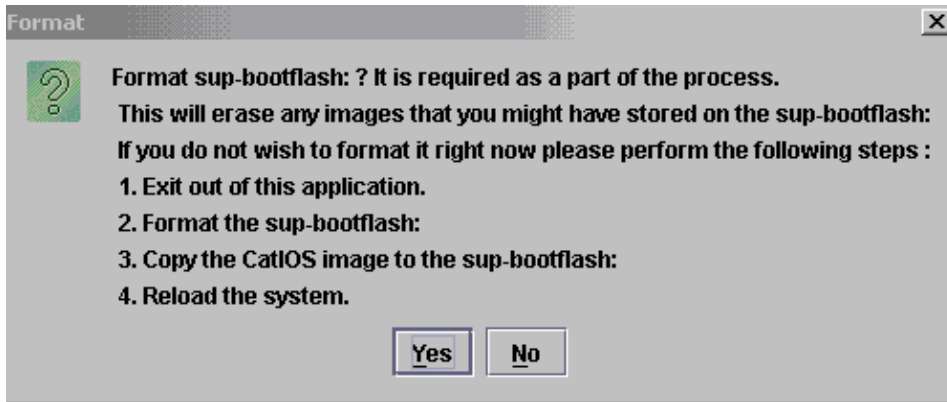 Format
Format sup-bootflash: ? It is required as a part of the process.
This will erase any images that you might have stored on the sup-bootflash:
If you do not wish to format it right now please perform the following steps :
1. Exit out of this application.
2. Format the sup-bootflash:
3. Copy the CatIOS image to the sup-bootflash:
4. Reload the system.
Yes No